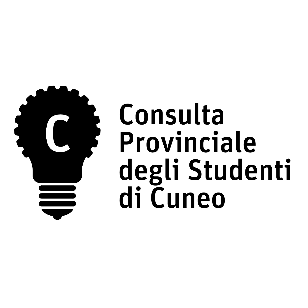 C
Consulta
Provinciale
degli Studenti
di Cuneo